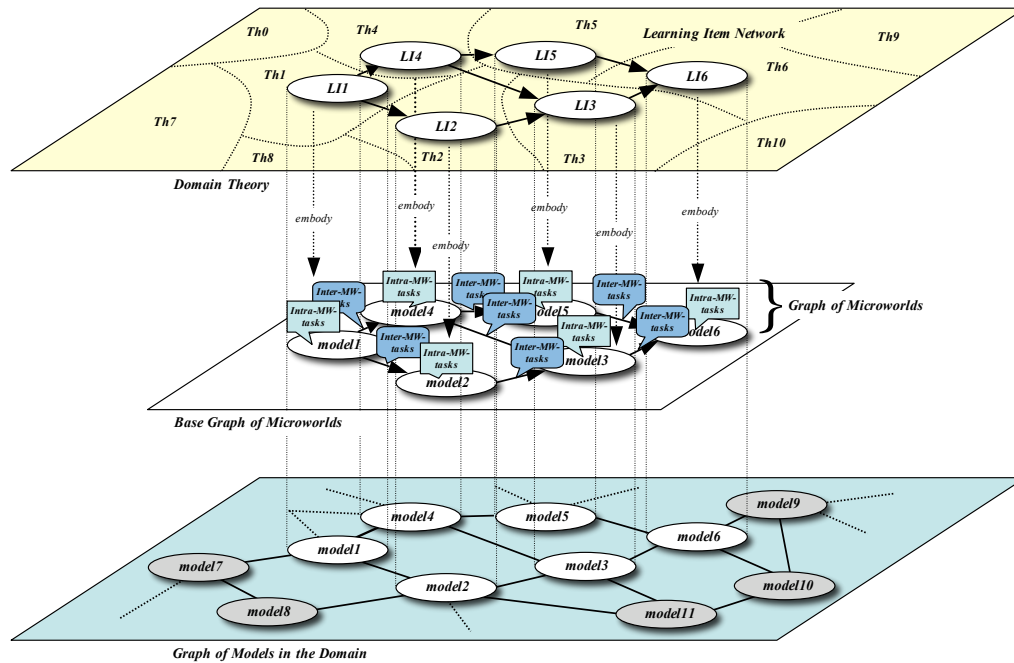 Th0
Th4
Th5
Th9
Learning Item Network
LI4
LI5
Th1
Th6
LI6
LI1
LI3
Th7
LI2
Th10
Th8
Th2
Th3
Domain Theory
embody
embody
embody
embody
embody
embody
Intra-MW-
tasks
Inter-MW-
tasks
Intra-MW-
tasks
Inter-MW-
tasks
Inter-MW-
tasks
Inter-MW-
tasks
Intra-MW-
tasks
Graph of Microworlds
Intra-MW-
tasks
model4
model5
Inter-MW-
tasks
model6
Intra-MW-
tasks
model1
Inter-MW-
tasks
Intra-MW-
tasks
Inter-MW-
tasks
model3
model2
Base Graph of Microworlds
model9
model4
model5
model6
model1
model3
model7
model2
model10
model8
model11
Graph of Models in the Domain